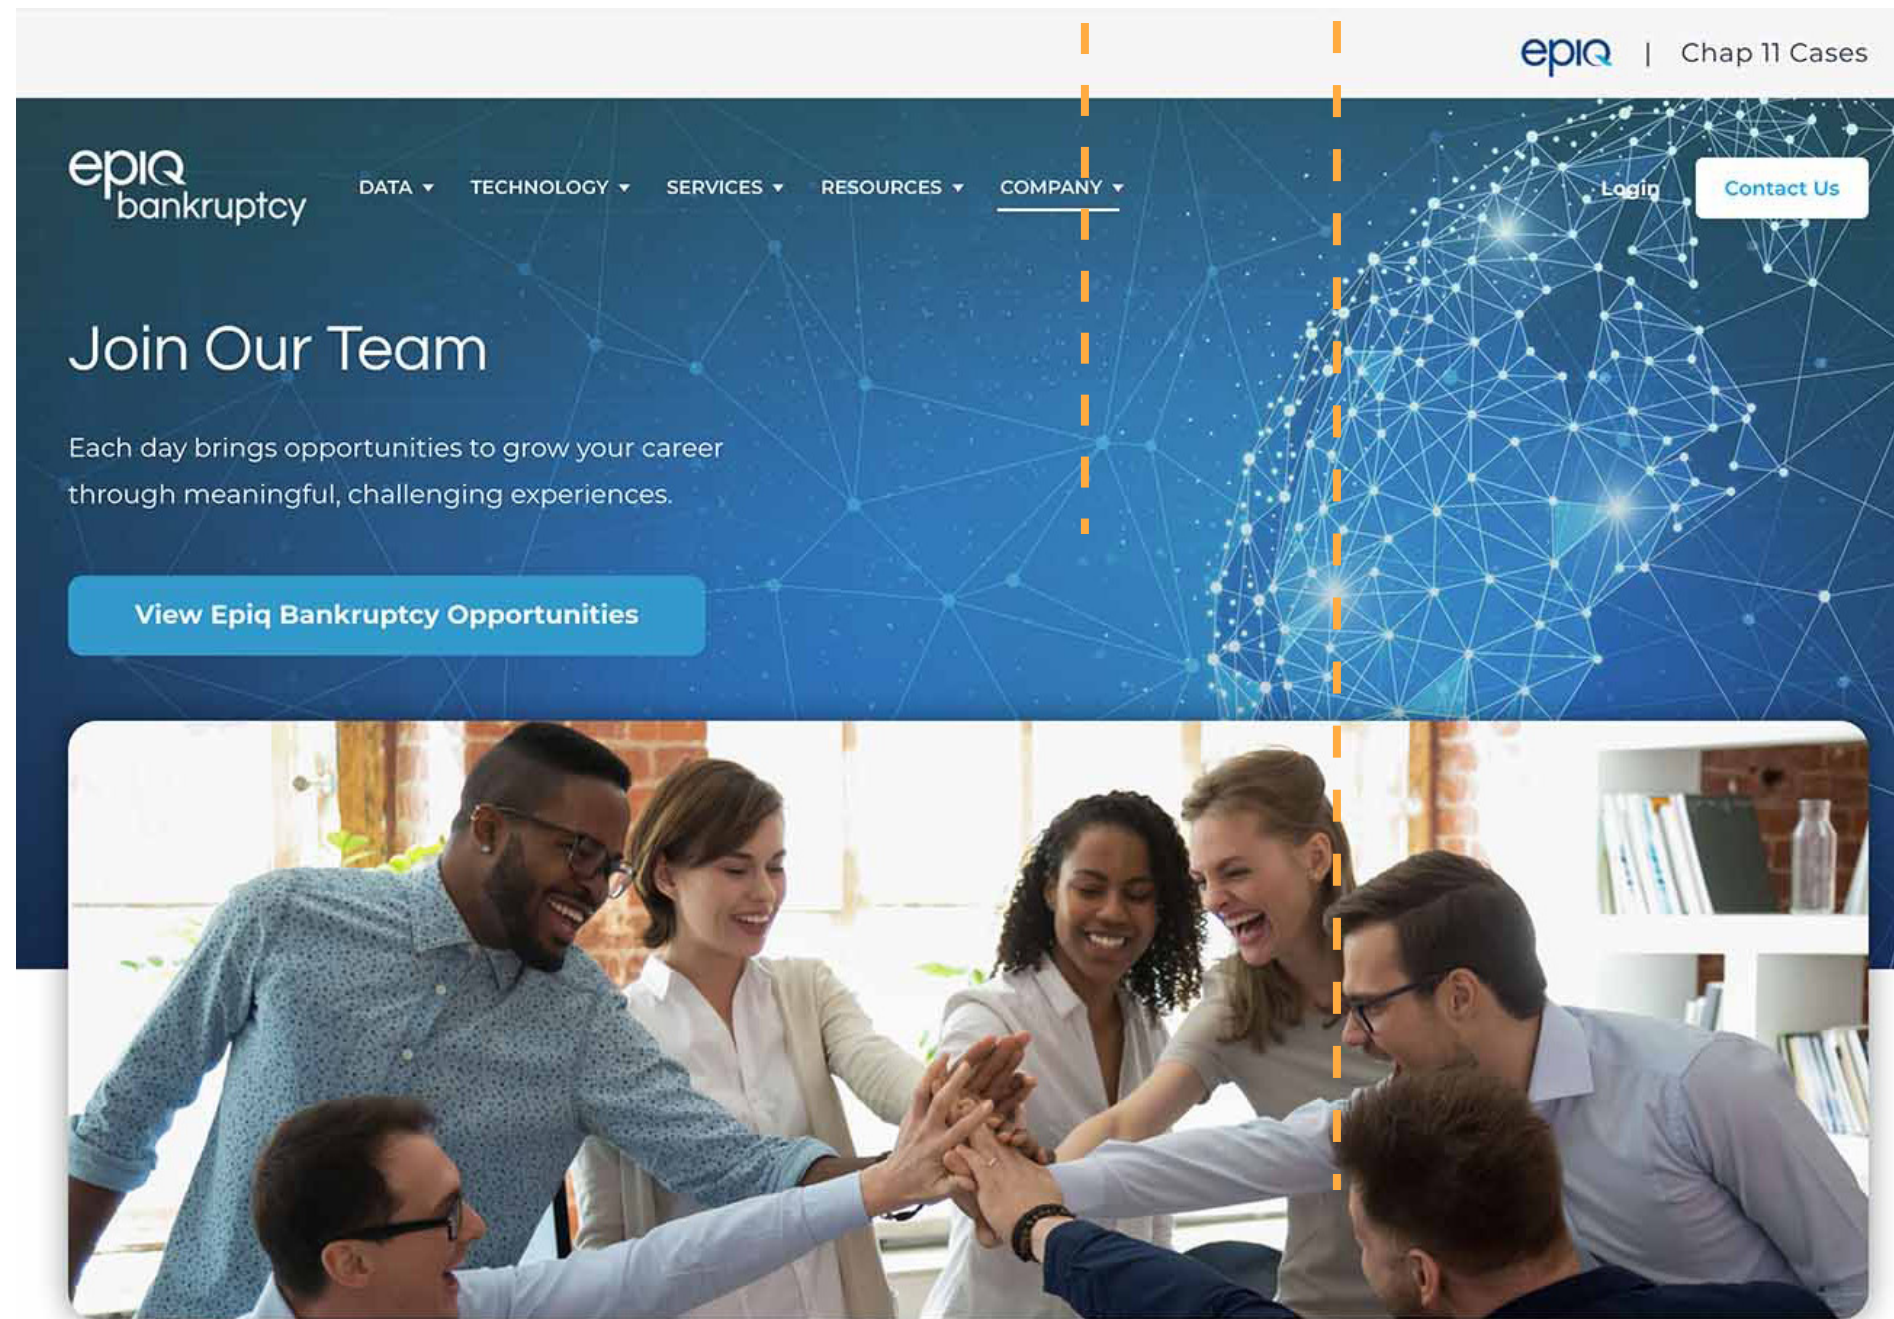 epiq | Chap 11 Cases
epiq
bankruptcy
DATA ▾ TECHNOLOGY ▾ SERVICES ▾ RESOURCES ▾ COMPANY ▾ Login Contact Us
Join Our Team
Each day brings opportunities to grow your career
through meaningful, challenging experiences.
View Epiq Bankruptcy Opportunities